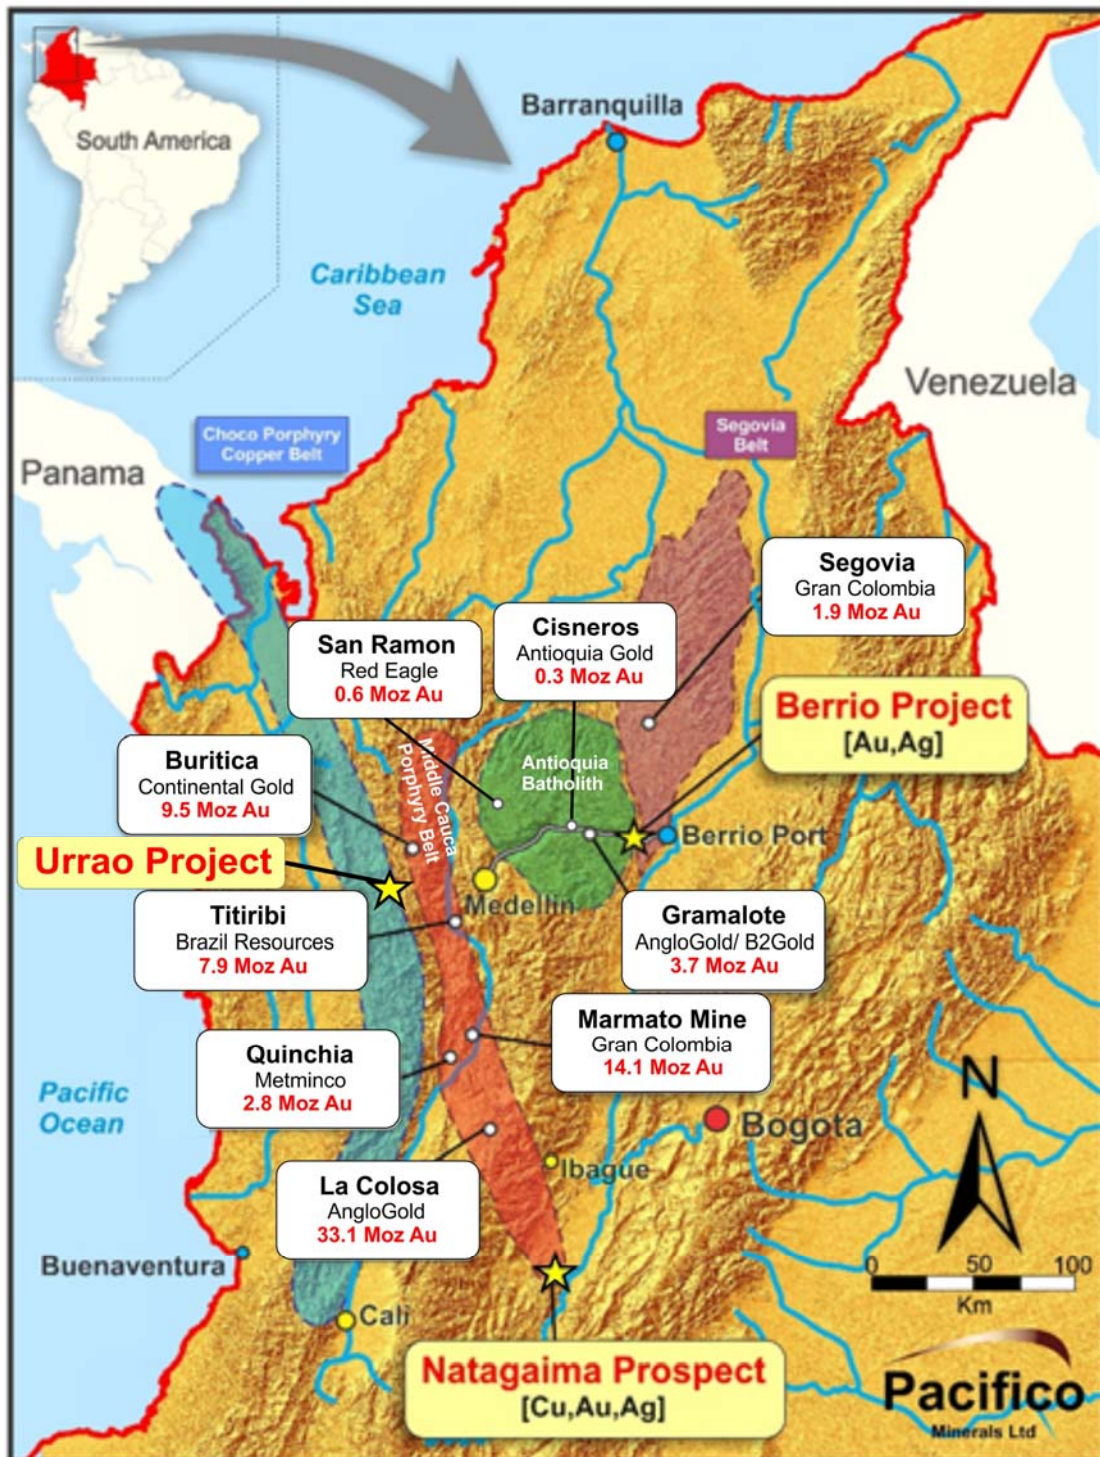 South America
Barranquilla
Caribbean
Sea
Venezuela
Choco Porphyry
Copper Belt
Segovia
Belt
Panama
Segovia
Gran Colombia
1.9 Moz Au
Cisneros
Antioquia Gold
0.3 Moz Au
San Ramon
Red Eagle
0.6 Moz Au
Berrio Project
[Au,Ag]
Buritica
Continental Gold
9.5 Moz Au
Middle Cauca
Porphyry Belt
Antioquia
Batholith
Berrio Port
Urrao Project
Medellin
Titiribi
Brazil Resources
7.9 Moz Au
Gramalote
AngloGold/ B2Gold
3.7 Moz Au
Marmato Mine
Gran Colombia
14.1 Moz Au
Quinchia
Metminco
2.8 Moz Au
Pacific
Ocean
N
Bogota
Ibague
La Colosa
AngloGold
33.1 Moz Au
Buenaventura
0 50 100
Km
Cali
Natagaima Prospect
[Cu,Au,Ag]
Pacifico
Minerals Ltd